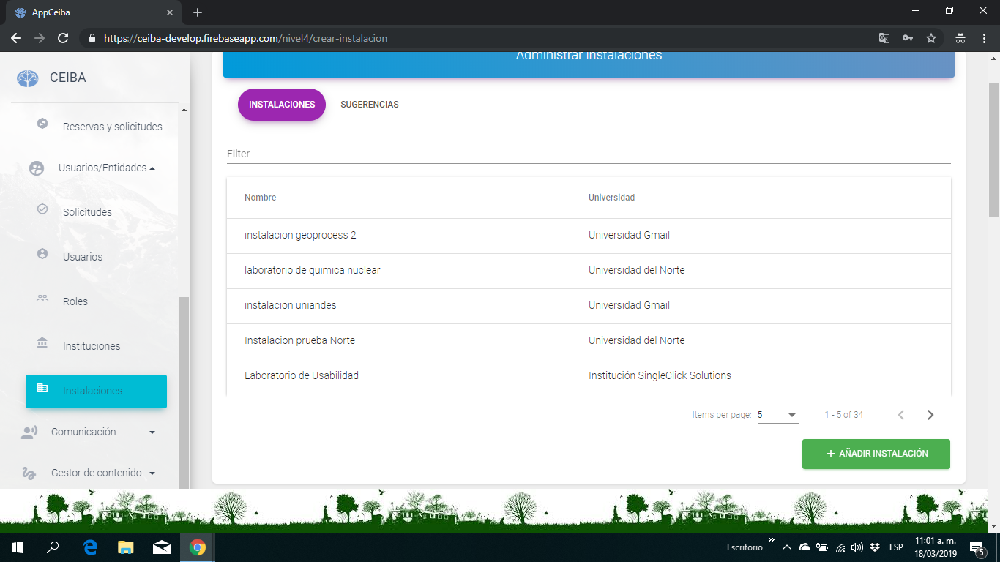 AppCeiba
https://ceiba-develop.firebaseapp.com/nivel4/crear-instalacion
CEIBA
Reservas y solicitudes
Usuarios/Entidades
Solicitudes
Usuarios
Roles
Instituciones
Instalaciones
Comunicación
Gestor de contenido
Administrar Instalaciones
INSTALACIONES SUGERENCIAS
Filter
Nombre Universidad
instalacion geoprocess 2 Universidad Gmail
laboratorio de quimica nuclear Universidad del Norte
instalacion uniandes Universidad Gmail
Instalacion prueba Norte Universidad del Norte
Laboratorio de Usabilidad Institución SingleClick Solutions
Items per page: 5 1 - 5 of 34
+ AÑADIR INSTALACIÓN
Escritorio » ESP 11:01 a. m.
18/03/2019
5